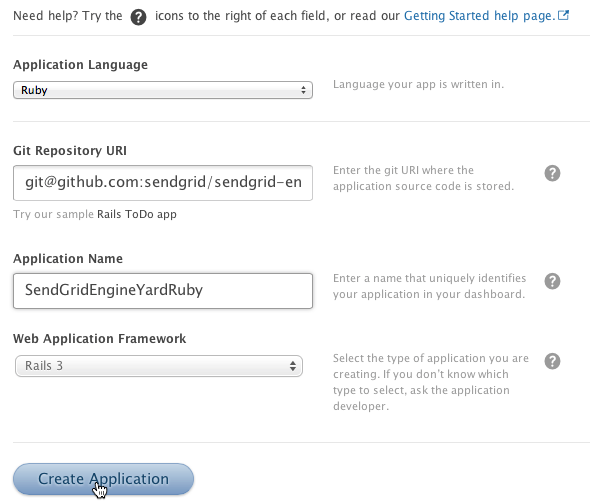 Need help? Try the ? icons to the right of each field, or read our Getting Started help page.
Application Language
Ruby
Language your app is written in.
Git Repository URI
git@github.com:sendgrid/sendgrid-en
Enter the git URI where the
application source code is stored.
?
Try our sample Rails ToDo app
Application Name
SendGridEngineYardRuby
Enter a name that uniquely identifies
your application in your dashboard.
?
Web Application Framework
Rails 3
Select the type of application you are
creating. If you don't know which
type to select, ask the application
developer.
?
Create Application